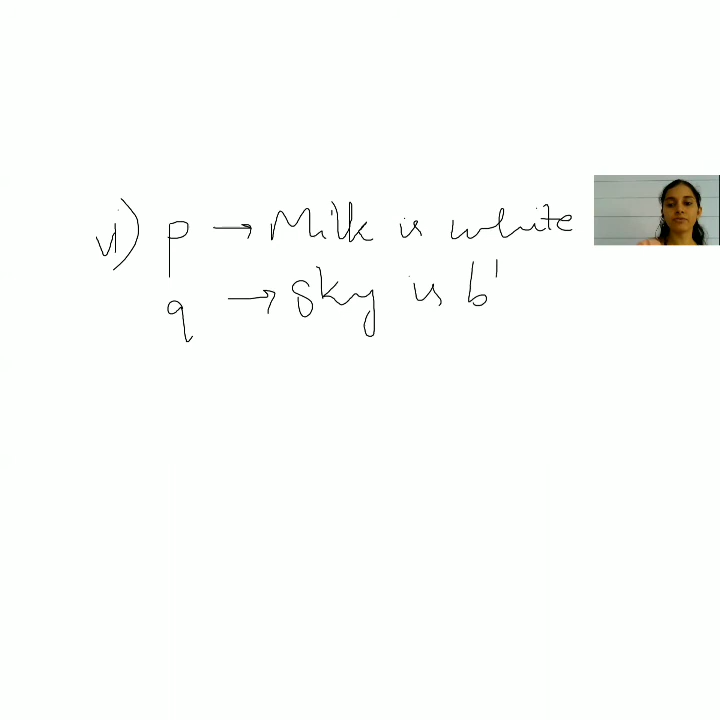 vi) p → Milk is white
q → Sky is b